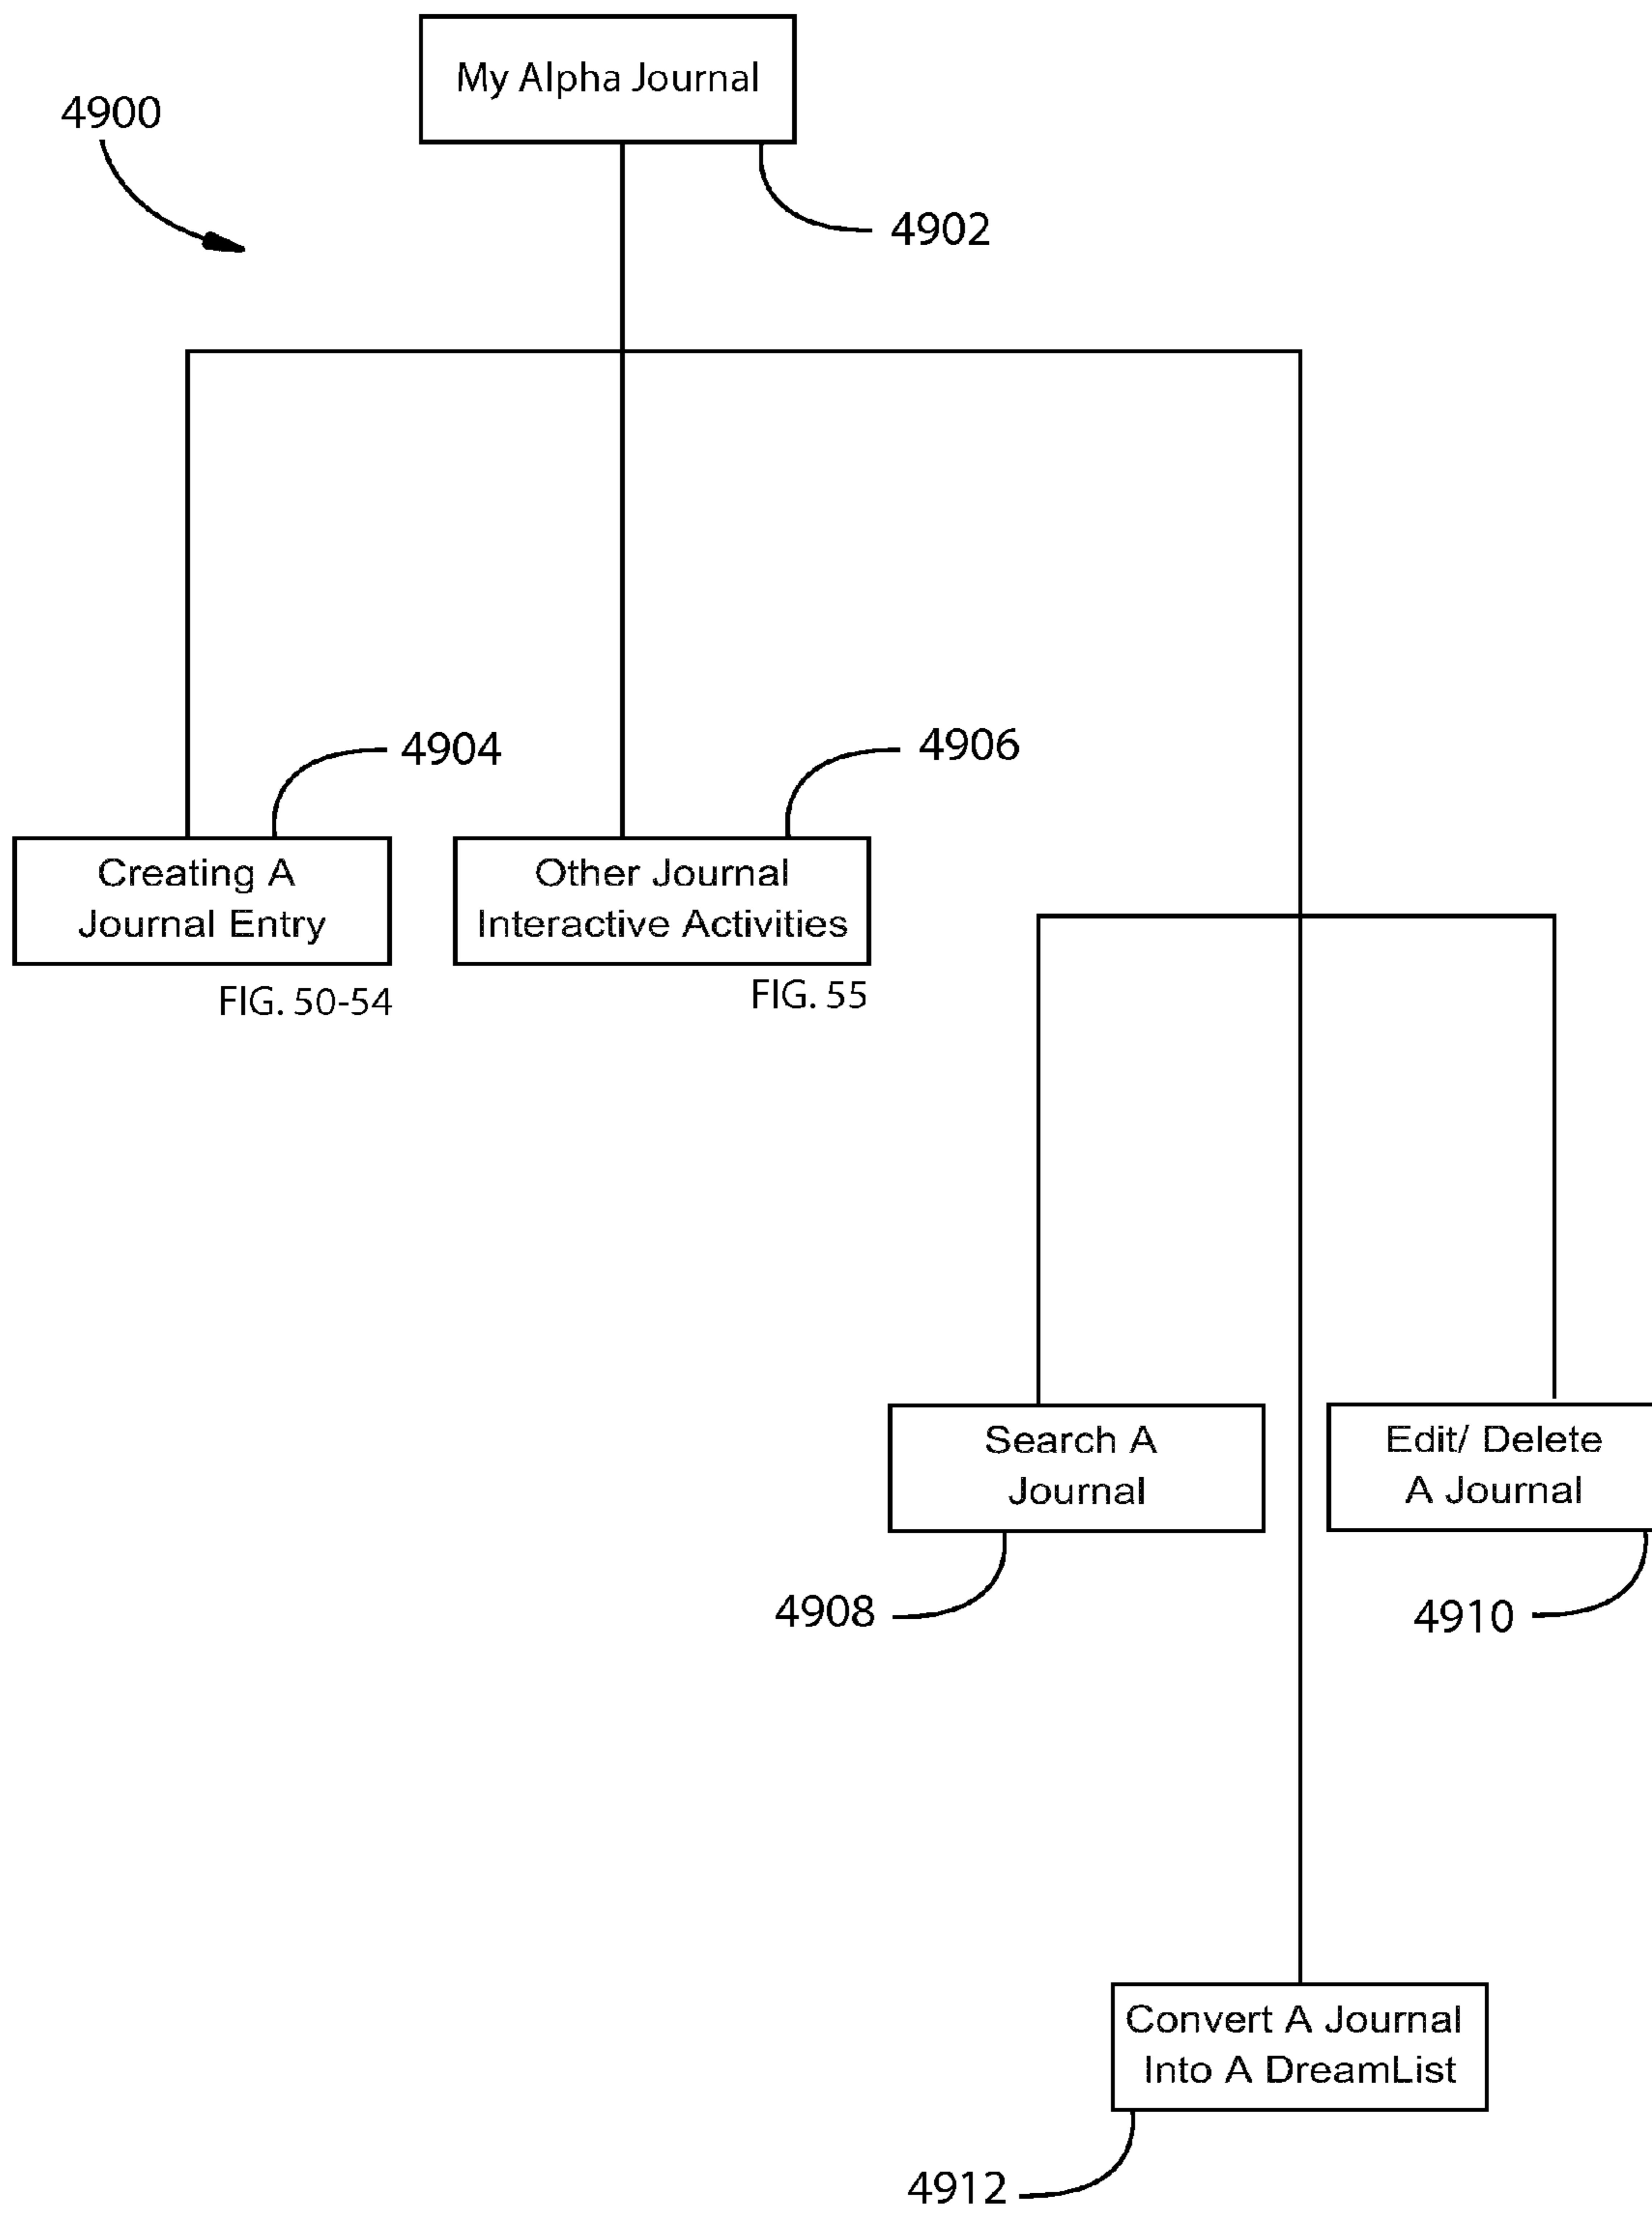 My Alpha Journal
4900
4902
4904
4906
Creating A
Journal Entry
FIG. 50-54
Other Journal
Interactive Activities
FIG. 55
Search A
Journal
Edit/ Delete
A Journal
4908
4910
Convert A Journal
Into A DreamList
4912